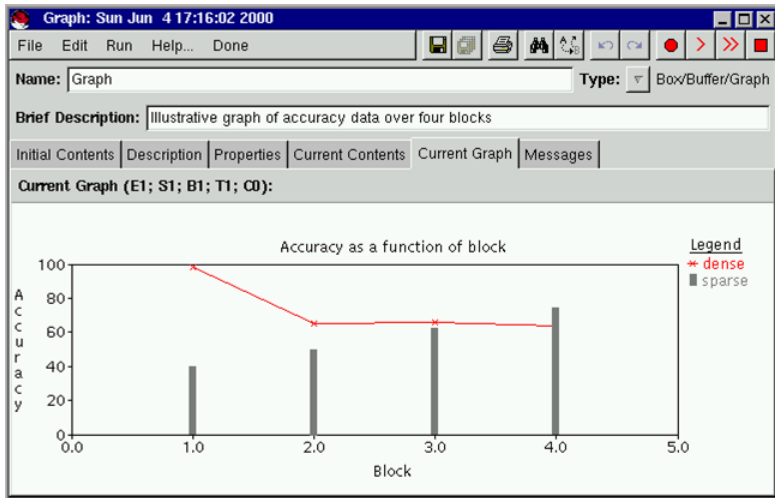 Graph: Sun Jun 4 17:16:02 2000
File Edit Run Help... Done
Name: Graph Type: Box/Buffer/Graph
Brief Description: Illustrative graph of accuracy data over four blocks
Initial Contents Description Properties Current Contents Current Graph Messages
Current Graph (E1; S1; B1; T1; C0):
Accuracy as a function of block
Legend
dense
sparse
Accuracy
100
80
60
40
20
0
0.0 1.0 2.0 3.0 4.0 5.0
Block